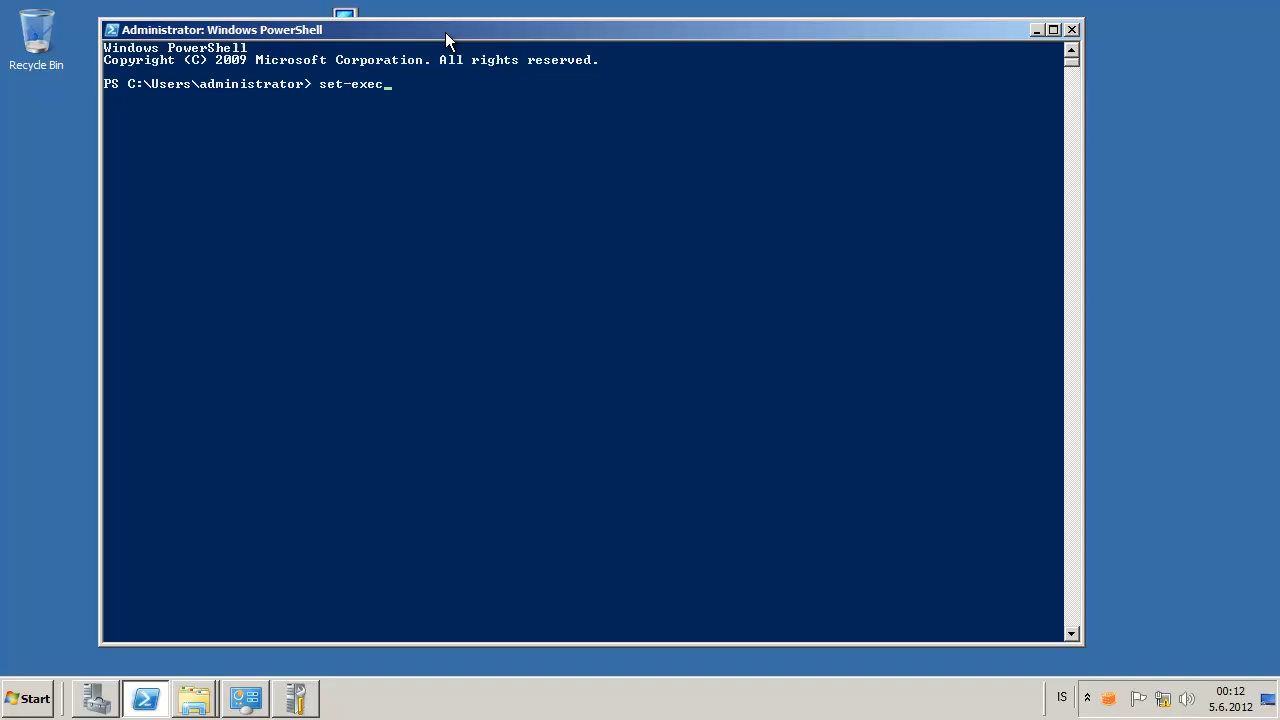 Administrator: Windows PowerShell
Recycle Bin
Windows PowerShell
Copyright (C) 2009 Microsoft Corporation. All rights reserved.
PS C:\Users\administrator> set-exec
Start
IS
00:12
5.6.2012